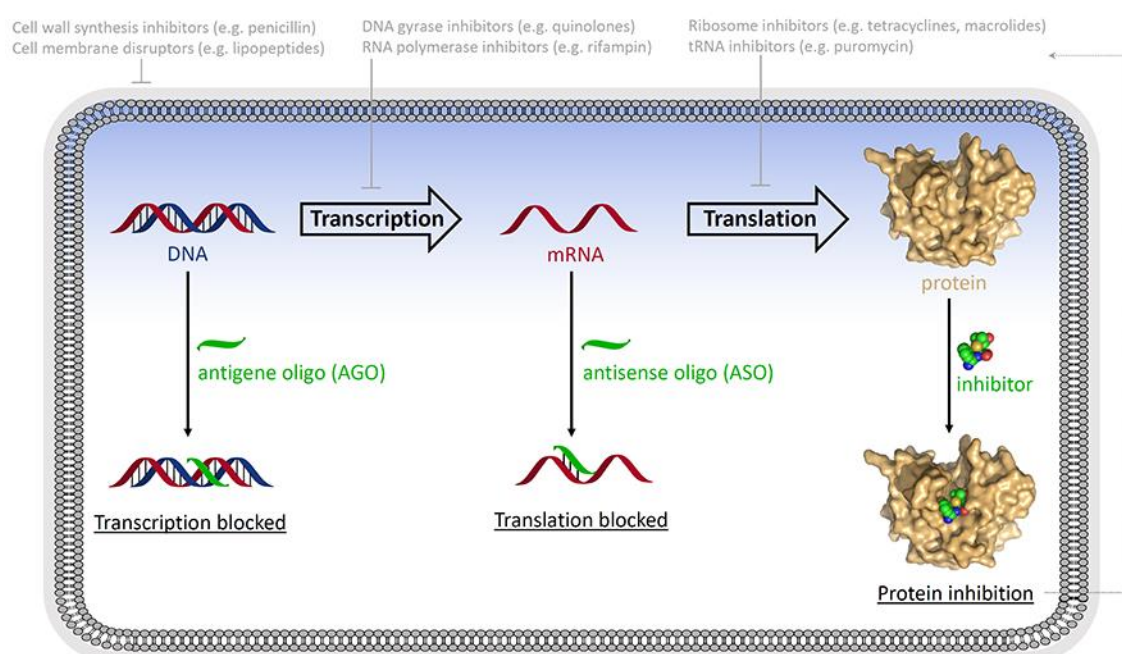 Cell wall synthesis inhibitors (e.g. penicillin)
Cell membrane disruptors (e.g. lipopeptides)
DNA gyrase inhibitors (e.g. quinolones)
RNA polymerase inhibitors (e.g. rifampin)
Ribosome inhibitors (e.g. tetracyclines, macrolides)
tRNA inhibitors (e.g. puromycin)
Transcription
Translation
DNA
mRNA
protein
antigene oligo (AGO)
antisense oligo (ASO)
inhibitor
Transcription blocked
Translation blocked
Protein inhibition